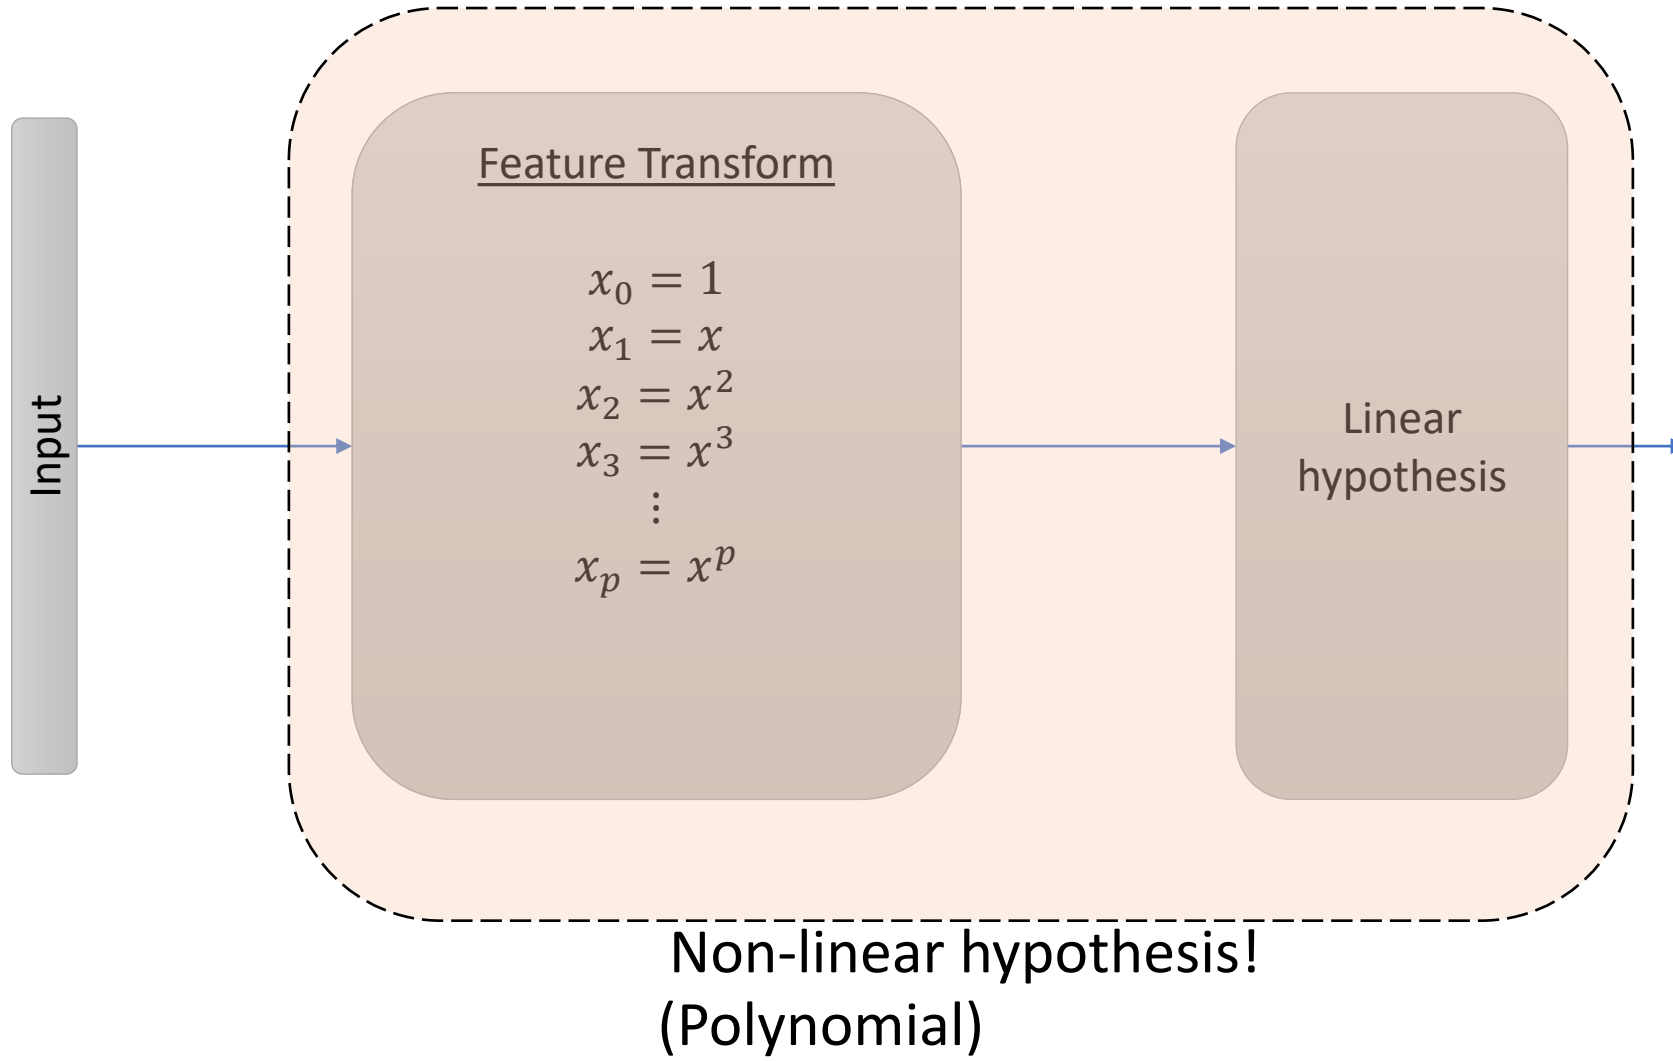 Input
Feature Transform
x₀ = 1
x₁ = x
x₂ = x²
x₃ = x³
⋮
xₚ = xᵖ
Linear
hypothesis
Non-linear hypothesis!
(Polynomial)